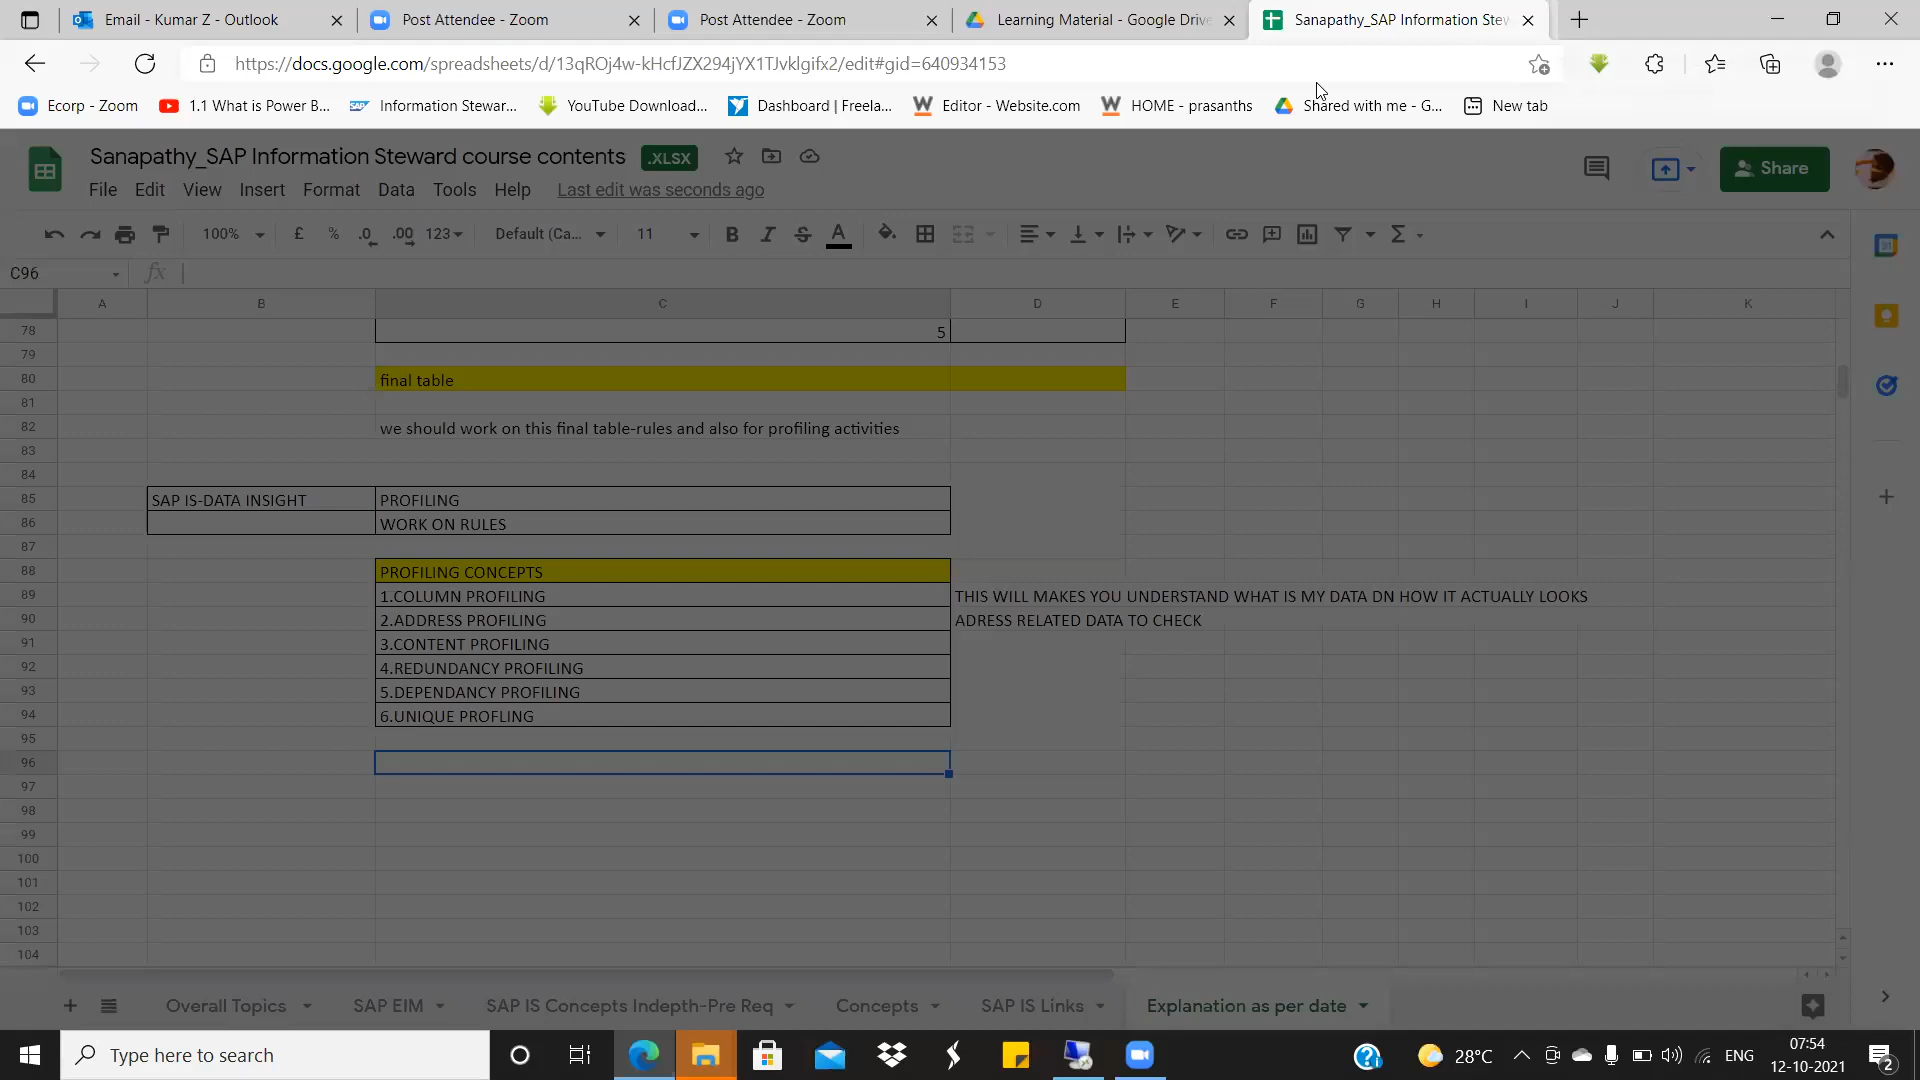 Email - Kumar Z - Outlook
Post Attendee - Zoom
Post Attendee - Zoom
Learning Material - Google Drive
Sanapathy_SAP Information Stew
https://docs.google.com/spreadsheets/d/13qROj4w-kHcfJZX294jYX1TJvklgifx2/edit#gid=640934153
Ecorp - Zoom
1.1 What is Power B...
Information Stewar...
YouTube Download...
Dashboard | Freela...
Editor - Website.com
HOME - prasanths
Shared with me - G...
New tab
Sanapathy_SAP Information Steward course contents .XLSX
File Edit View Insert Format Data Tools Help Last edit was seconds ago
Share
100% £ % .0 .00 123 Default (Ca... 11 B I S A
C96 fx
A B C D E F G H I J K
78 5
79
80 final table
81
82 we should work on this final table-rules and also for profiling activities
83
84
85 SAP IS-DATA INSIGHT PROFILING
86 WORK ON RULES
87
88 PROFILING CONCEPTS
89 1.COLUMN PROFILING THIS WILL MAKES YOU UNDERSTAND WHAT IS MY DATA DN HOW IT ACTUALLY LOOKS
90 2.ADDRESS PROFILING ADRESS RELATED DATA TO CHECK
91 3.CONTENT PROFILING
92 4.REDUNDANCY PROFILING
93 5.DEPENDANCY PROFILING
94 6.UNIQUE PROFLING
95
96
97
98
99
100
101
102
103
104
Overall Topics SAP EIM SAP IS Concepts Indepth-Pre Req Concepts SAP IS Links Explanation as per date
Type here to search
28°C
ENG
07:54
12-10-2021
2